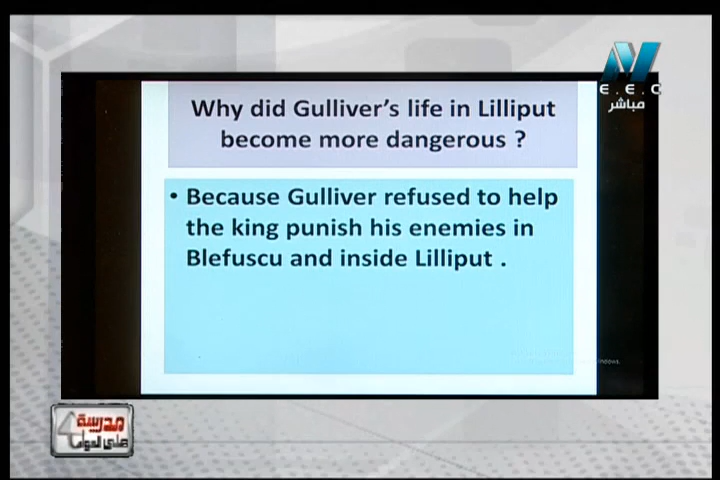 E.E.C
مباشر
Why did Gulliver's life in Lilliput
become more dangerous ?
• Because Gulliver refused to help
the king punish his enemies in
Blefuscu and inside Lilliput .
مدرسة
على الهواء